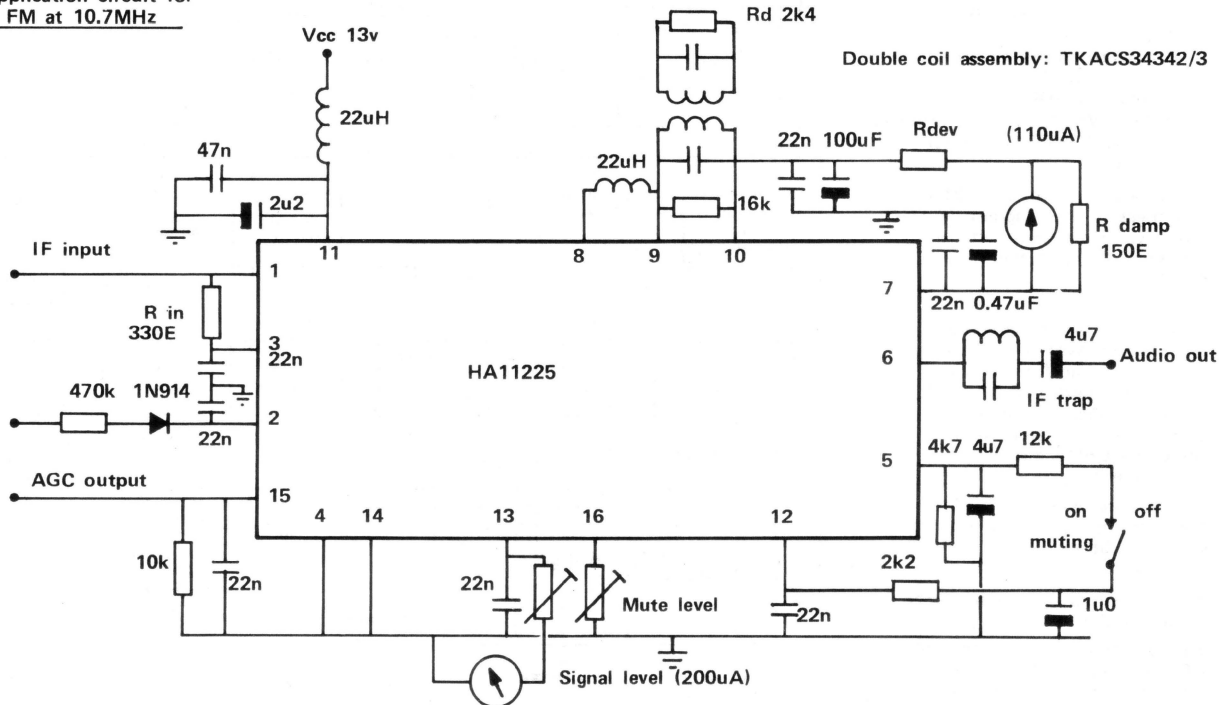 FM at 10.7MHz
Vcc 13v
Rd 2k4
Double coil assembly: TKACS34342/3
22uH
47n
2u2
22uH
16k
22n 100uF
Rdev
(110uA)
R damp
150E
22n 0.47uF
IF input
11
8
9
10
1
7
R in
330E
3
22n
6
4u7
Audio out
IF trap
HA11225
470k
1N914
2
22n
5
4k7
4u7
12k
on
off
muting
AGC output
15
4
14
13
16
12
10k
22n
22n
Mute level
22n
2k2
1u0
Signal level (200uA)